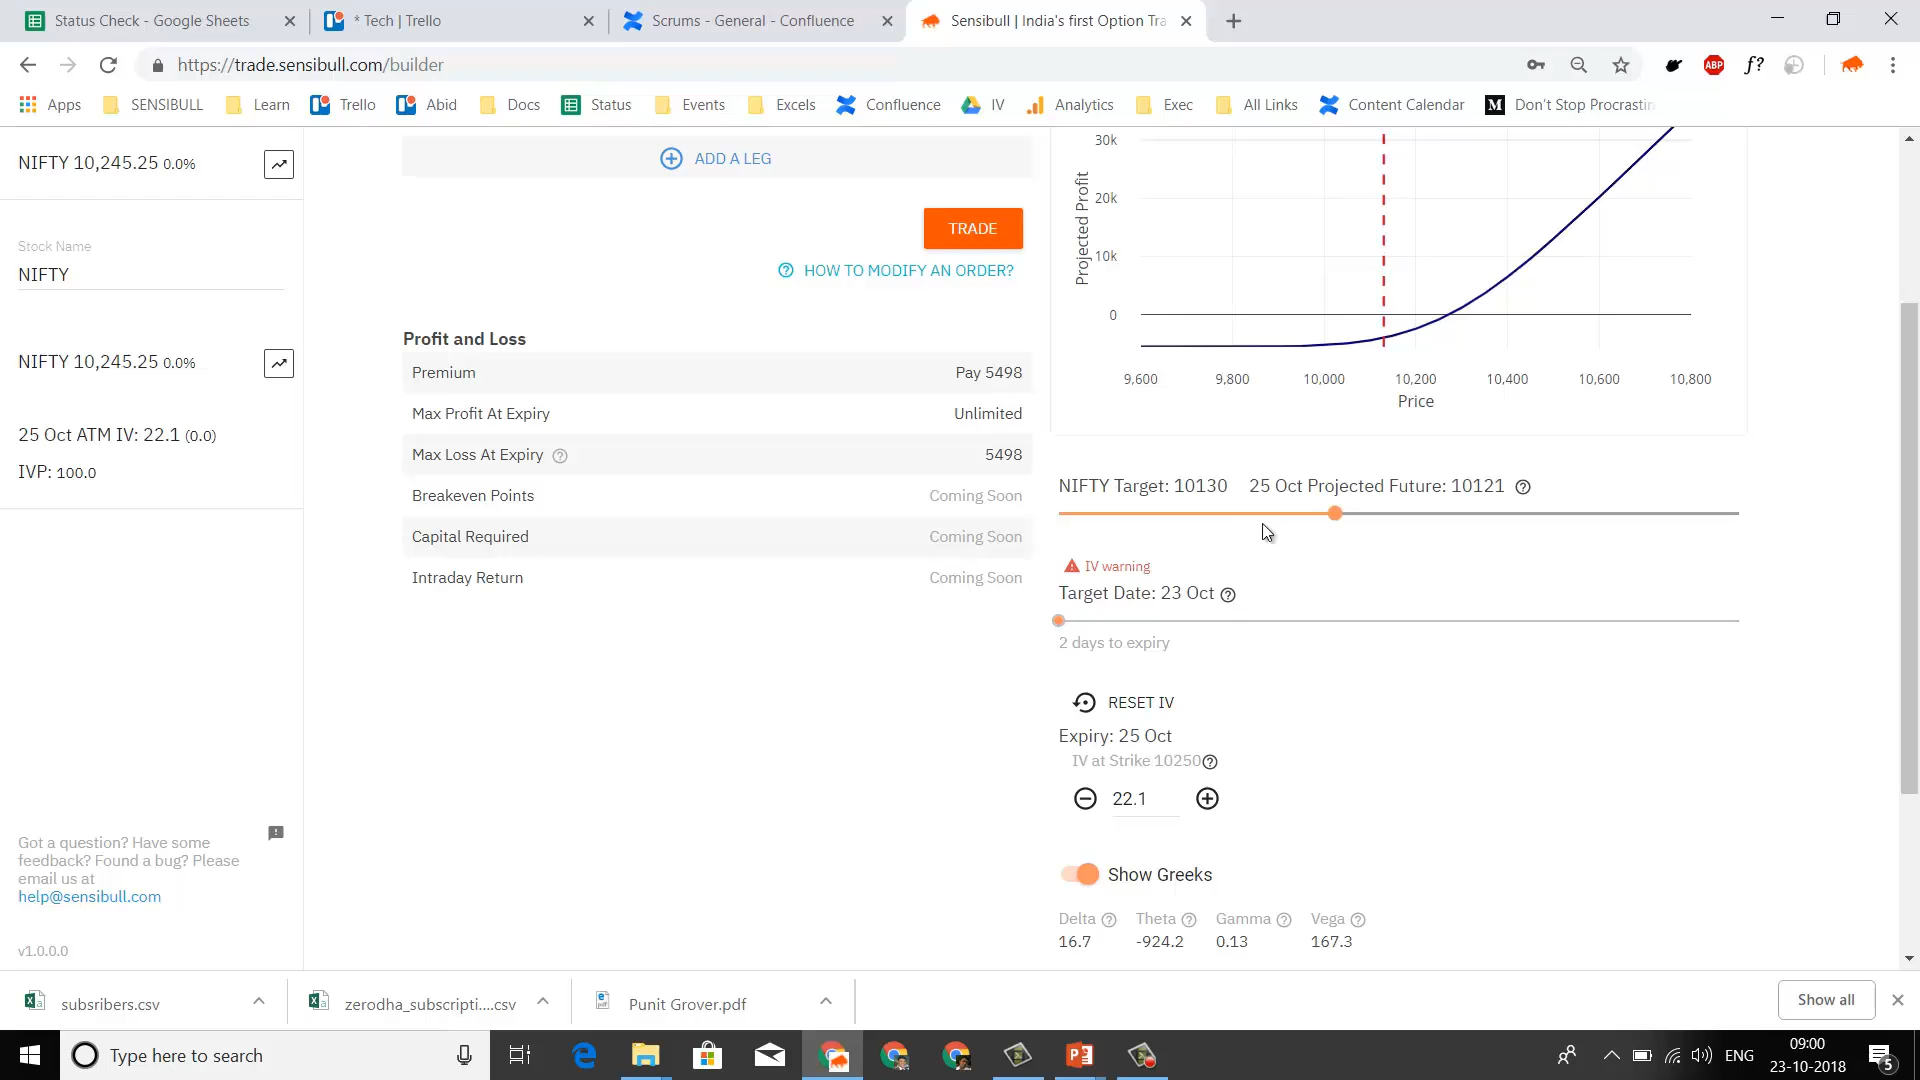 Status Check - Google Sheets
* Tech | Trello
Scrums - General - Confluence
Sensibull | India's first Option Tra
https://trade.sensibull.com/builder
ABP
f?
Apps
SENSIBULL
Learn
Trello
Abid
Docs
Status
Events
Excels
Confluence
IV
Analytics
Exec
All Links
Content Calendar
M
Don't Stop Procrastin
NIFTY 10,245.25 0.0%
Stock Name
NIFTY
NIFTY 10,245.25 0.0%
25 Oct ATM IV: 22.1 (0.0)
IVP: 100.0
Got a question? Have some
feedback? Found a bug? Please
email us at
help@sensibull.com
v1.0.0.0
ADD A LEG
TRADE
HOW TO MODIFY AN ORDER?
Profit and Loss
Premium Pay 5498
Max Profit At Expiry Unlimited
Max Loss At Expiry 5498
Breakeven Points Coming Soon
Capital Required Coming Soon
Intraday Return Coming Soon
Projected Profit
30k
20k
10k
0
9,600 9,800 10,000 10,200 10,400 10,600 10,800
Price
NIFTY Target: 10130 25 Oct Projected Future: 10121
IV warning
Target Date: 23 Oct
2 days to expiry
RESET IV
Expiry: 25 Oct
IV at Strike 10250
22.1
Show Greeks
Delta Theta Gamma Vega
16.7 -924.2 0.13 167.3
subsribers.csv
zerodha_subscripti....csv
Punit Grover.pdf
Show all
Type here to search
ENG
09:00
23-10-2018
5